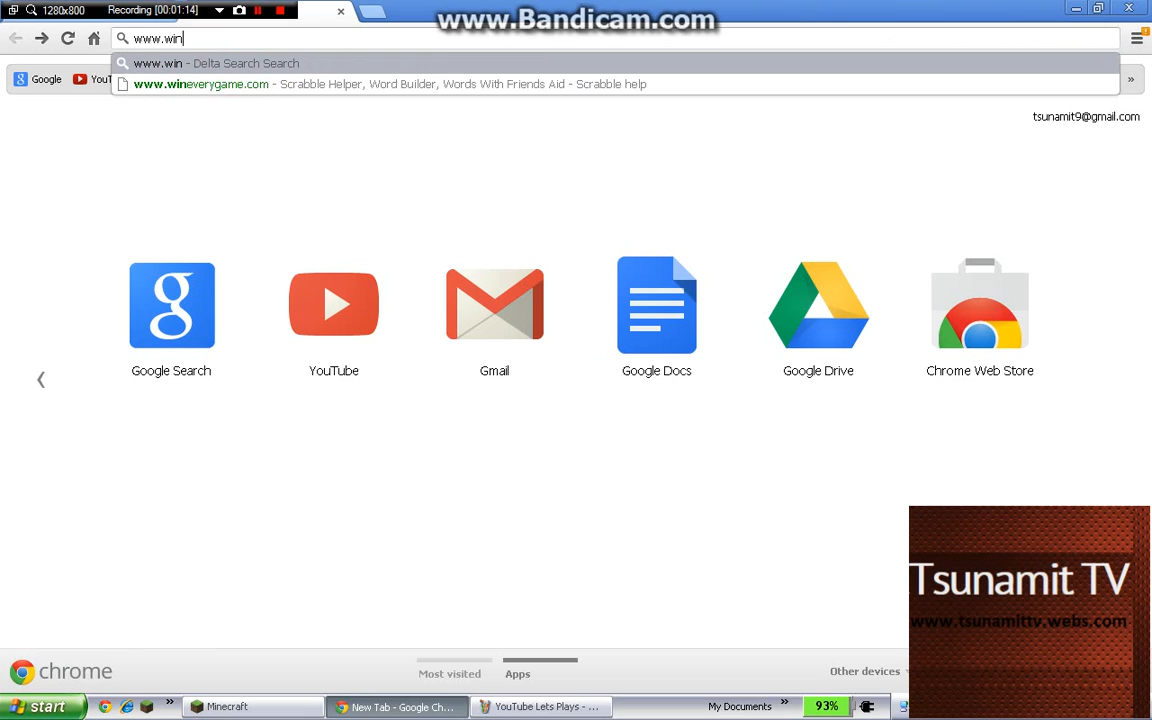 1280x800 Recording [00:01:14]
www.Bandicam.com
www.win
www.win - Delta Search Search
www.wineverygame.com - Scrabble Helper, Word Builder, Words With Friends Aid - Scrabble help
Google
tsunamit9@gmail.com
Google Search YouTube Gmail Google Docs Google Drive Chrome Web Store
Tsunamit TV
www.tsunamittv.webs.com
chrome Most visited Apps Other devices
start Minecraft New Tab - Google Ch... YouTube Lets Plays - ... My Documents 93%